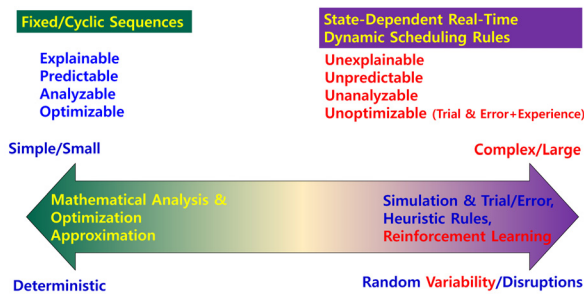 Fixed/Cyclic Sequences
State-Dependent Real-Time
Dynamic Scheduling Rules
Explainable
Predictable
Analyzable
Optimizable
Unexplainable
Unpredictable
Unanalyzable
Unoptimizable (Trial & Error+Experience)
Simple/Small
Complex/Large
Mathematical Analysis &
Optimization
Approximation
Simulation & Trial/Error,
Heuristic Rules,
Reinforcement Learning
Deterministic
Random Variability/Disruptions